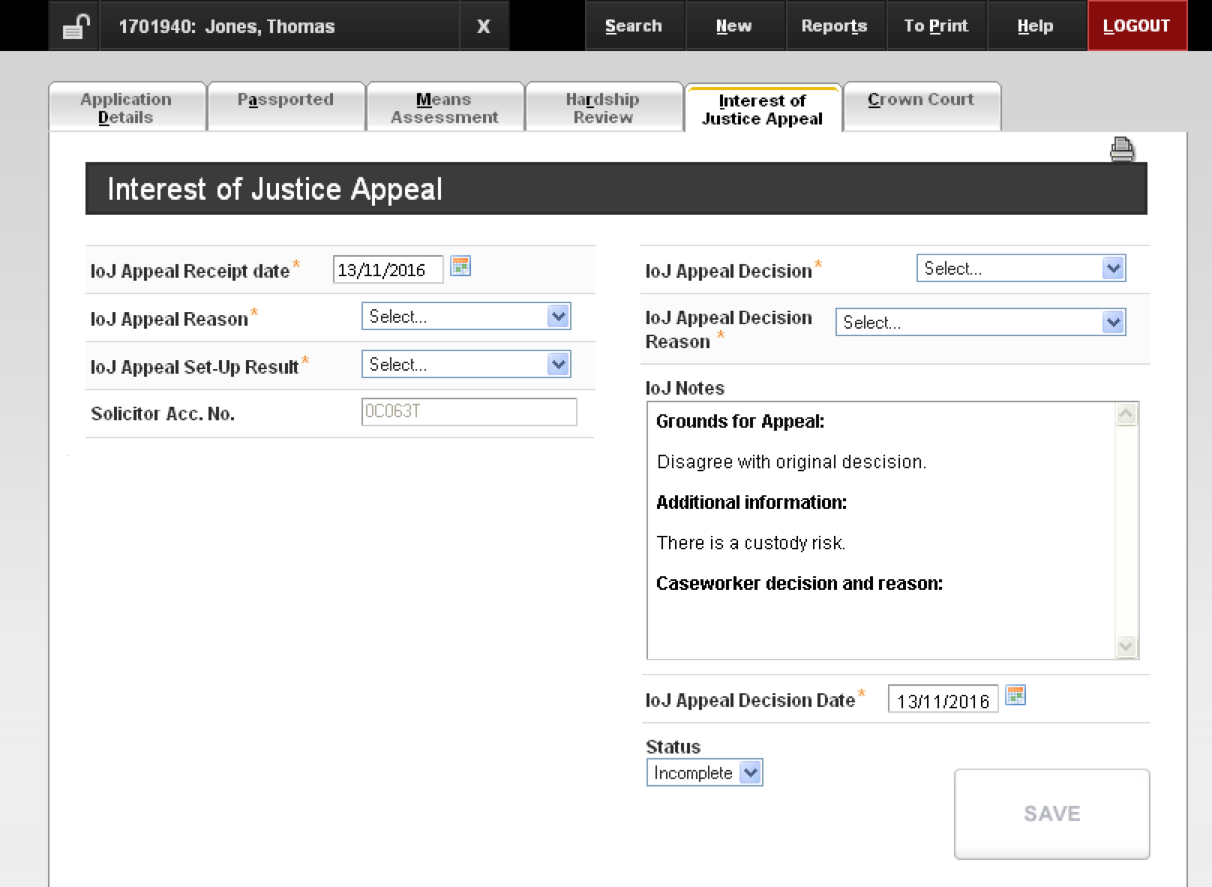 1701940: Jones, Thomas X Search New Reports To Print Help LOGOUT
Application Details
Passported
Means Assessment
Hardship Review
Interest of Justice Appeal
Crown Court
Interest of Justice Appeal
IoJ Appeal Receipt date* 13/11/2016
IoJ Appeal Reason* Select...
IoJ Appeal Set-Up Result* Select...
Solicitor Acc. No. 0C063T
IoJ Appeal Decision* Select...
IoJ Appeal Decision
Reason * Select...
IoJ Notes
Grounds for Appeal:
Disagree with original descision.
Additional information:
There is a custody risk.
Caseworker decision and reason:
IoJ Appeal Decision Date* 13/11/2016
Status
Incomplete
SAVE